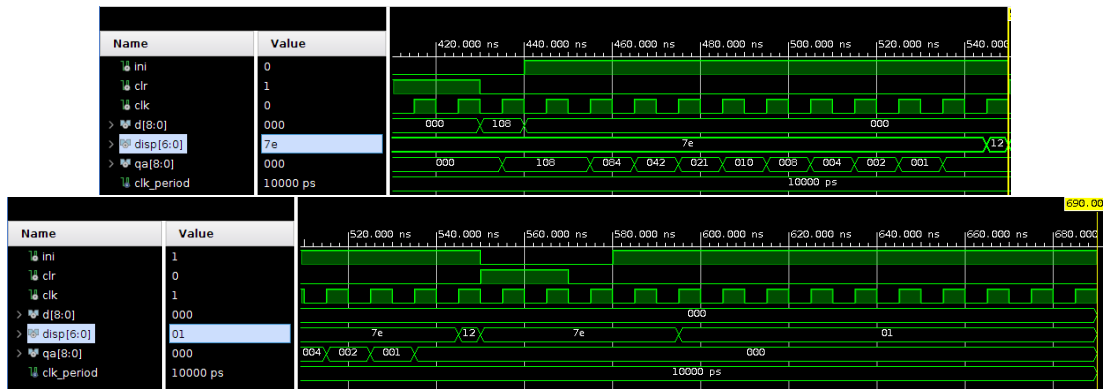 Name Value
420.000 ns 440.000 ns 460.000 ns 480.000 ns 500.000 ns 520.000 ns 540.000
ini 0
clr 1
clk 0
d[8:0] 000 000 108 000
disp[6:0] 7e 7e 12
qa[8:0] 000 000 108 084 042 021 010 008 004 002 001
clk_period 10000 ps 10000 ps
690.00
Name Value
520.000 ns 540.000 ns 560.000 ns 580.000 ns 600.000 ns 620.000 ns 640.000 ns 660.000 ns 680.000
ini 1
clr 0
clk 1
d[8:0] 000 000
disp[6:0] 01 7e 12 7e 01
qa[8:0] 000 004 002 001 000
clk_period 10000 ps 10000 ps